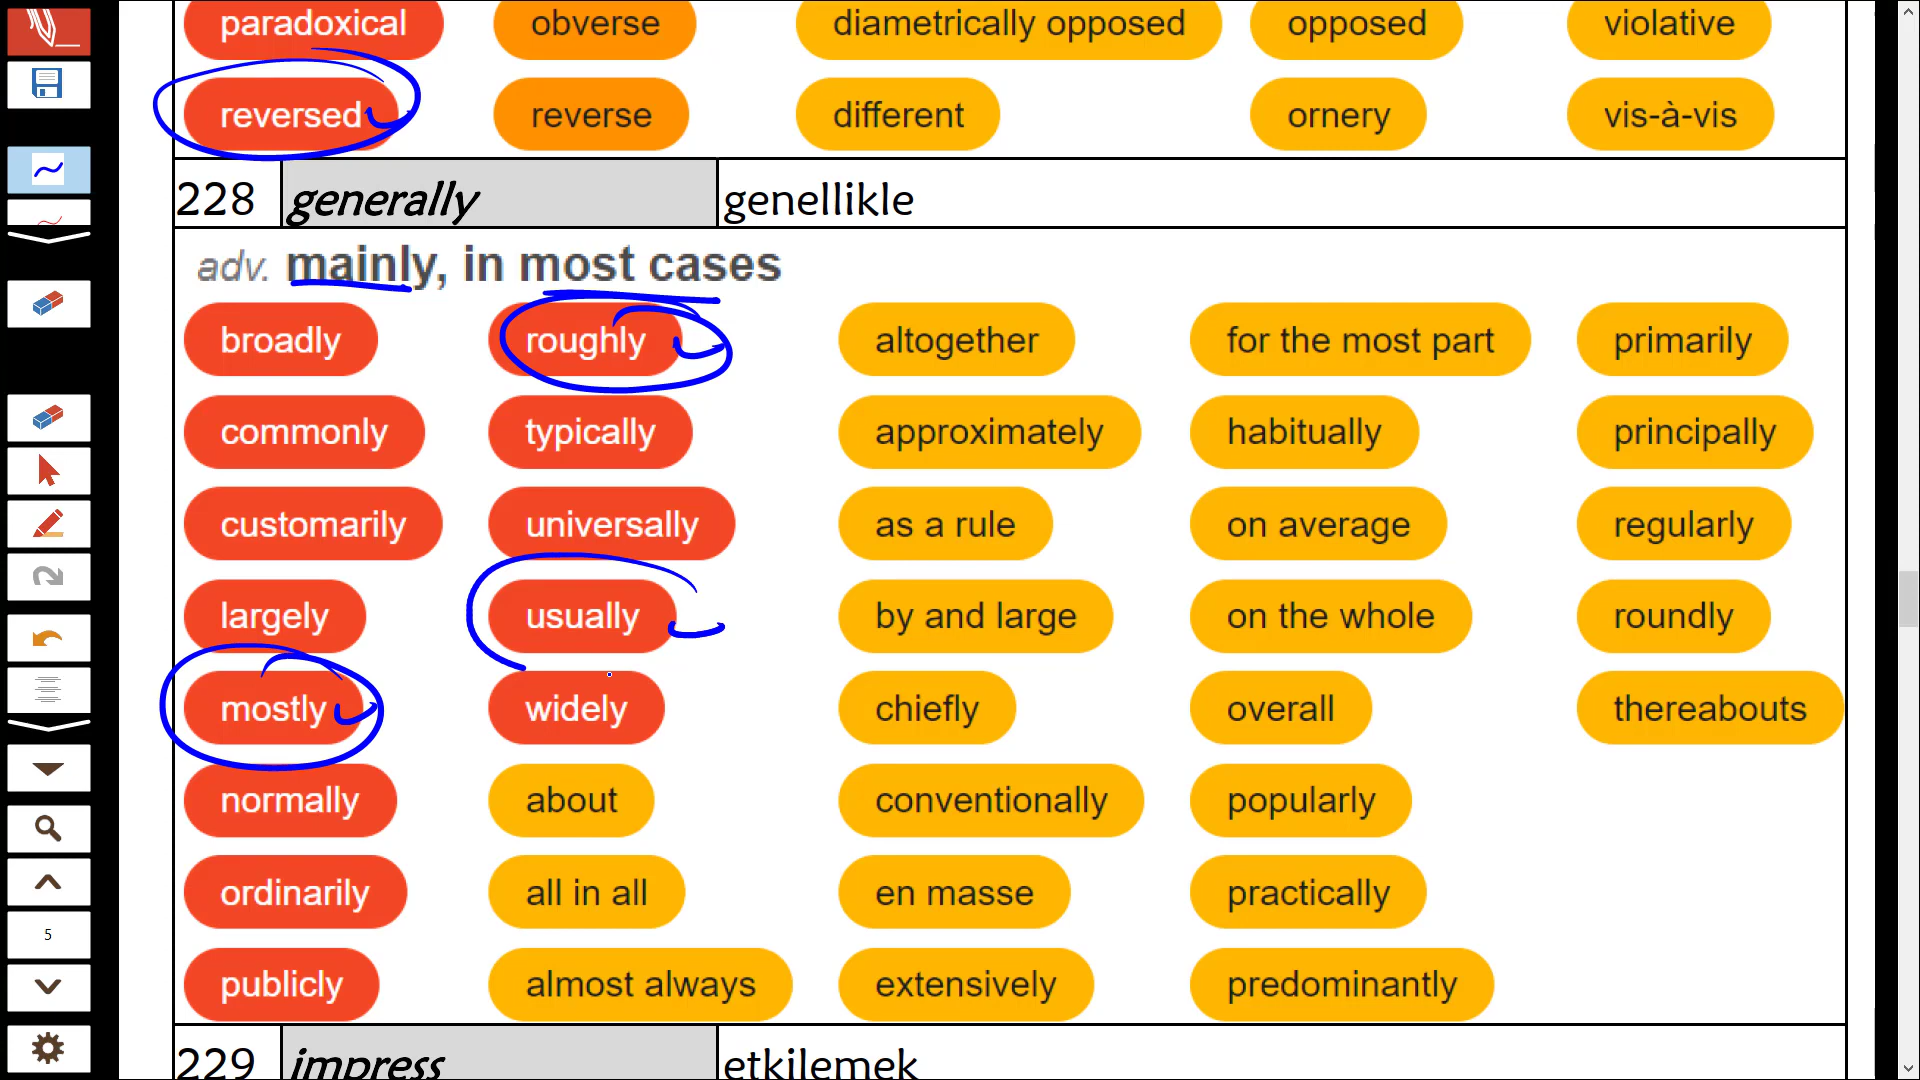 paradoxical obverse diametrically opposed opposed violative
reversed reverse different ornery vis-à-vis
228 generally genellikle
adv. mainly, in most cases
broadly roughly altogether for the most part primarily
commonly typically approximately habitually principally
customarily universally as a rule on average regularly
largely usually by and large on the whole roundly
mostly widely chiefly overall thereabouts
normally about conventionally popularly
ordinarily all in all en masse practically
publicly almost always extensively predominantly
5
229 impress etkilemek